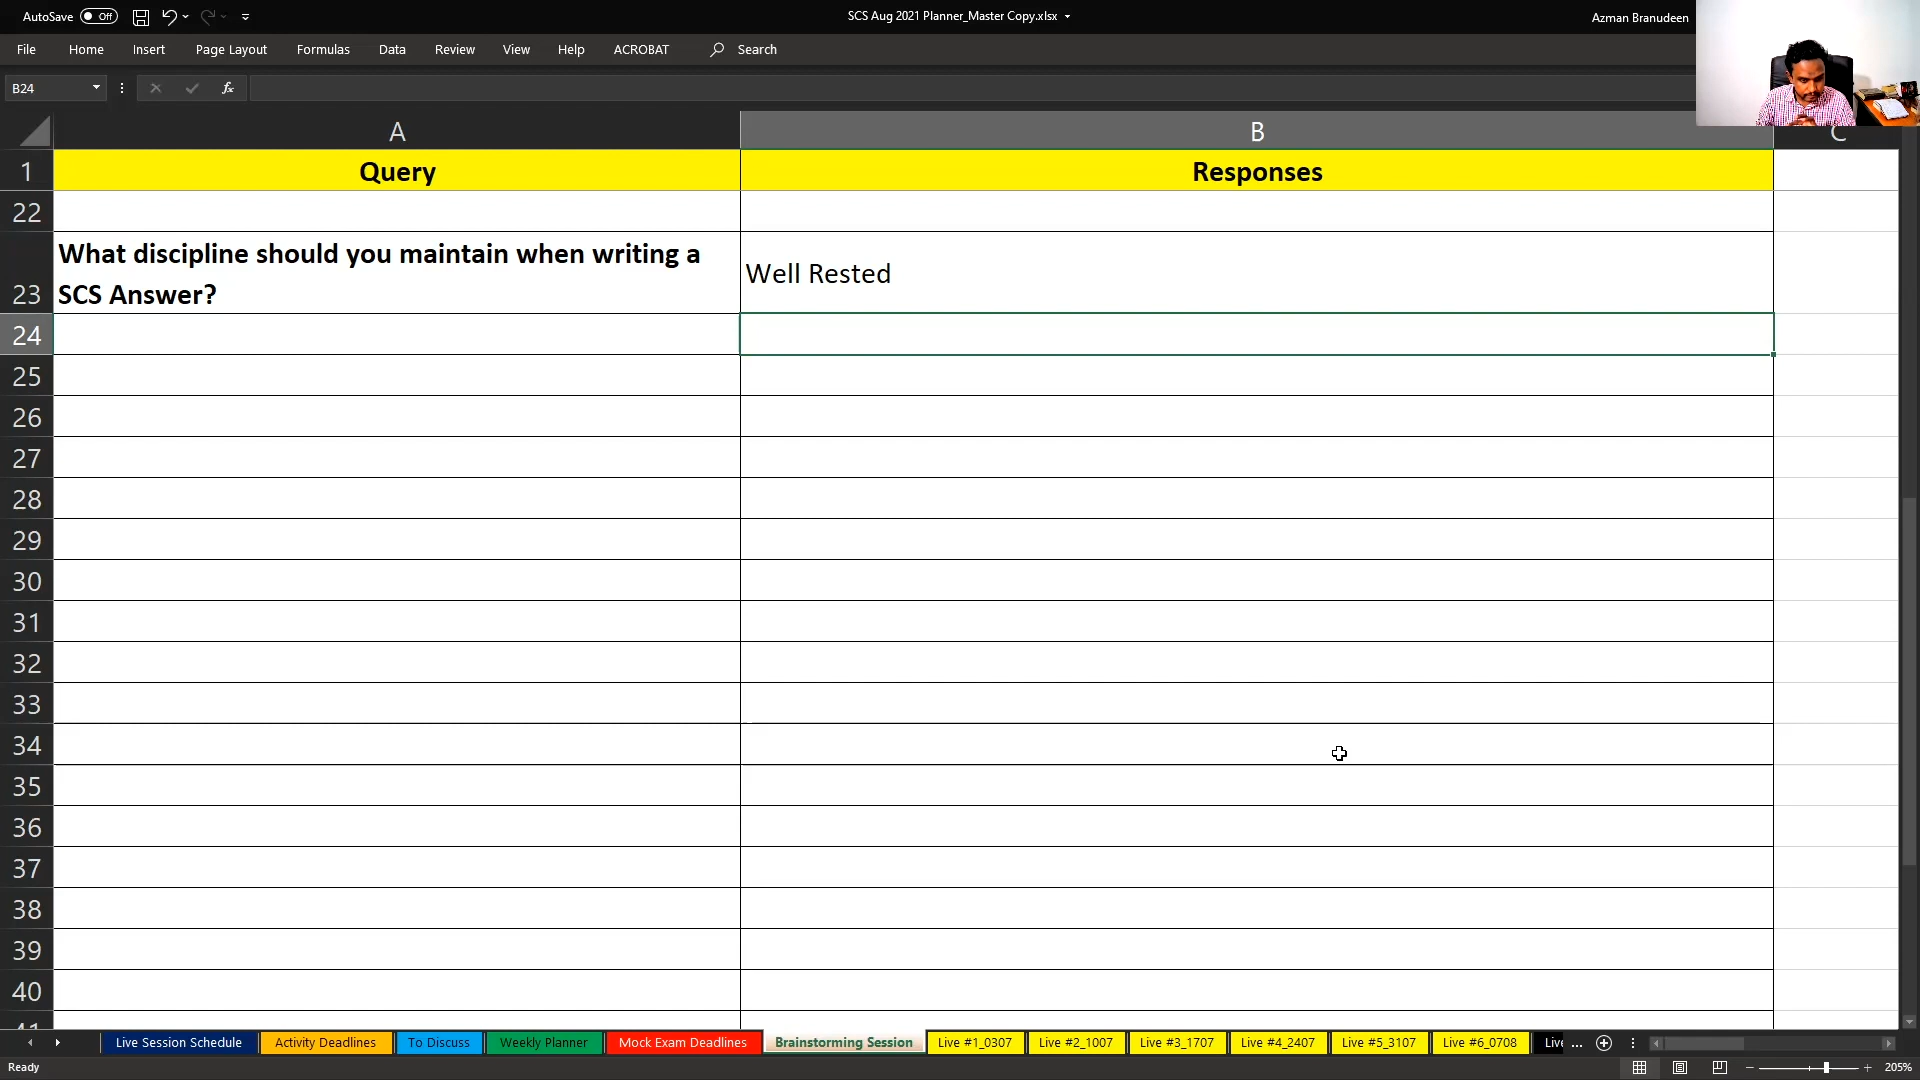 AutoSave Off
SCS Aug 2021 Planner_Master Copy.xlsx
Azman Branudeen
File Home Insert Page Layout Formulas Data Review View Help ACROBAT Search
B24 fx
A B C
1 Query Responses
22
23 What discipline should you maintain when writing a
SCS Answer? Well Rested
24
25
26
27
28
29
30
31
32
33
34
35
36
37
38
39
40
41
Live Session Schedule Activity Deadlines To Discuss Weekly Planner Mock Exam Deadlines Brainstorming Session Live #1_0307 Live #2_1007 Live #3_1707 Live #4_2407 Live #5_3107 Live #6_0708 Live ...
Ready 205%